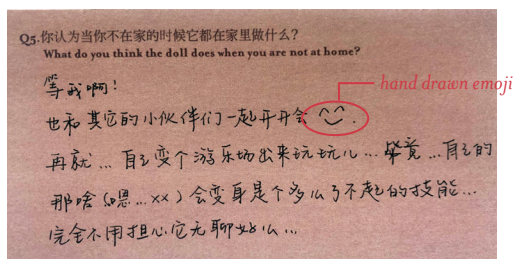 Q5.你认为当你不在家的时候它都在家里做什么?
What do you think the doll does when you are not at home?
等我啊!
hand drawn emoji
也和其它的小伙伴们一起开开会
再就...自己变个游乐场出来玩玩儿...毕竟...自己的
那啥(嗯...xx)会变身是个多么了不起的技能...
完全不用担心它无聊好么...